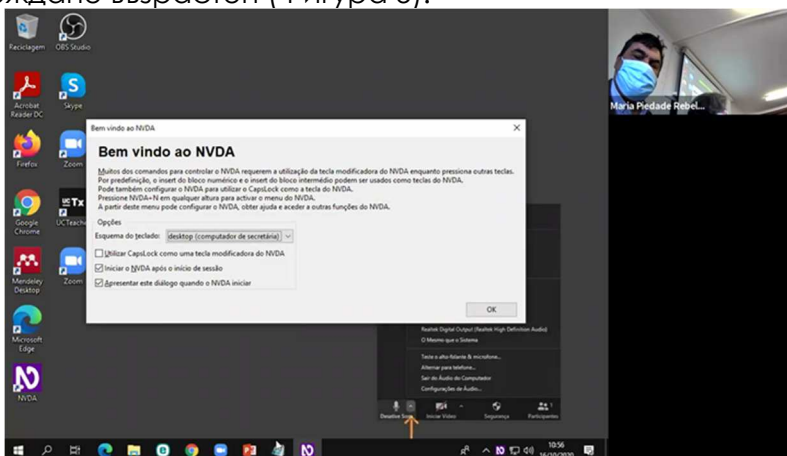 Reciclagem
OBS Studio
Acrobat
Reader DC
Skype
Firefox
Zoom
Google
Chrome
UCTeache
Mendeley
Desktop
Zoom
Microsoft
Edge
NVDA
Bem vindo ao NVDA
Bem vindo ao NVDA
Muitos dos comandos para controlar o NVDA requerem a utilização da tecla modificadora do NVDA enquanto pressiona outras teclas.
Por predefinição, o insert do bloco numérico e o insert do bloco intermédio podem ser usados como teclas do NVDA.
Pode também configurar o NVDA para utilizar o CapsLock como a tecla do NVDA.
Pressione NVDA+N em qualquer altura para activar o menu do NVDA.
A partir deste menu pode configurar o NVDA, obter ajuda e aceder a outras funções do NVDA.
Opções
Esquema do teclado: desktop (computador de secretária)
Utilizar CapsLock como uma tecla modificadora do NVDA
Iniciar o NVDA após o início de sessão
Apresentar este diálogo quando o NVDA iniciar
OK
Realtek Digital Output (Realtek High Definition Audio)
O Mesmo que o Sistema
Teste o alto-falante & microfone...
Alternar para telefone...
Sair do Áudio do Computador
Configurações de Áudio...
Desative Som
Iniciar Vídeo
Segurança
Participantes
1
Maria Piedade Rebel...
10:56
16/10/2020